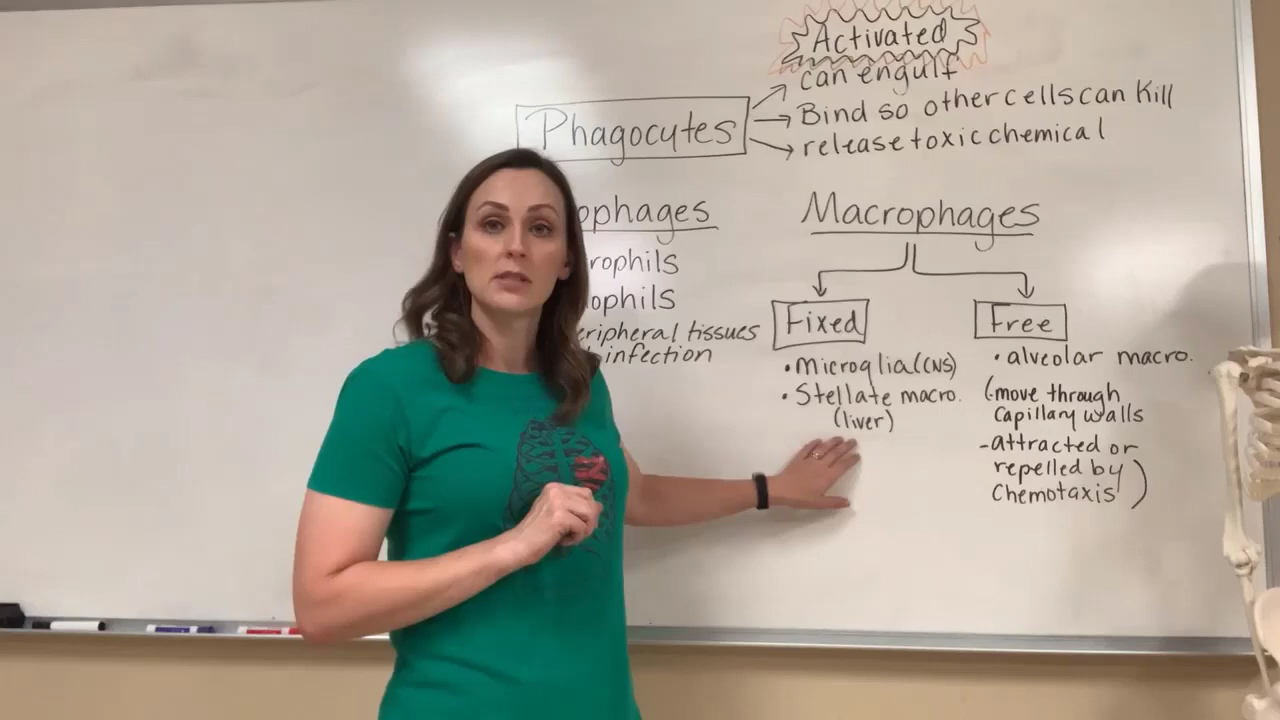 Activated
can engulf
Phagocytes
Bind so other cells can kill
release toxic chemical
ophages
rophils
ophils
eripheral tissues
infection
Macrophages
Fixed
• Microglia (CNS)
• Stellate macro.
(liver)
Free
• alveolar macro.
(-move through
Capillary walls
-attracted or
repelled by
Chemotaxis)